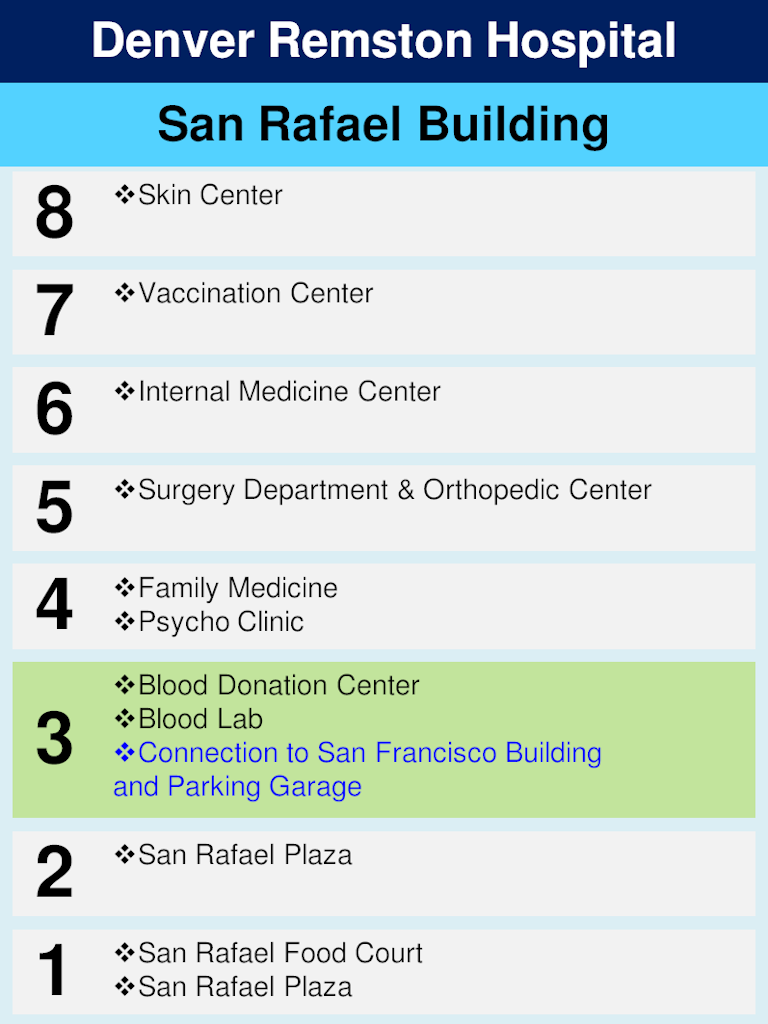 Denver Remston Hospital
San Rafael Building
8
❖Skin Center
7
❖Vaccination Center
6
❖Internal Medicine Center
5
❖Surgery Department & Orthopedic Center
4
❖Family Medicine
❖Psycho Clinic
3
❖Blood Donation Center
❖Blood Lab
❖Connection to San Francisco Building
and Parking Garage
2
❖San Rafael Plaza
1
❖San Rafael Food Court
❖San Rafael Plaza